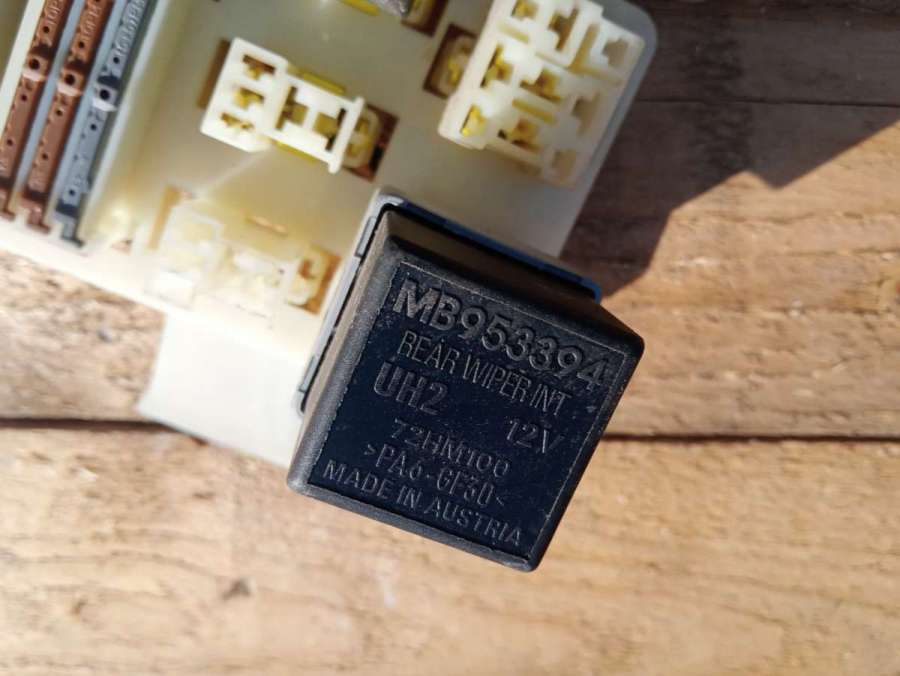 MB953394
REAR WIPER INT
UH2 12V
72HM100
>PA6-GF30<
MADE IN AUSTRIA